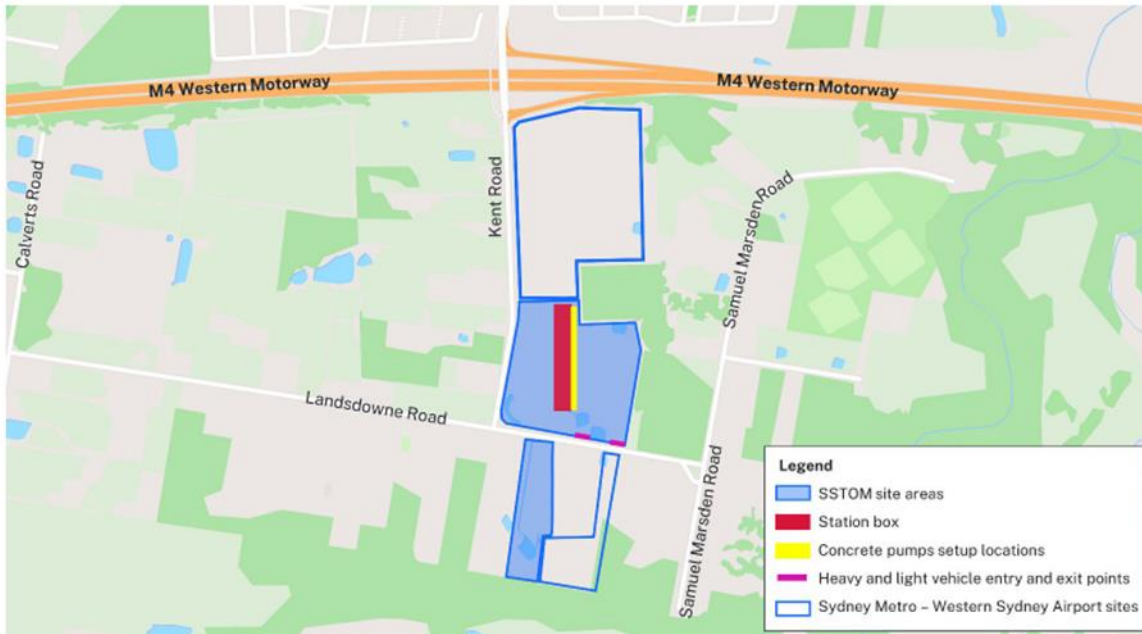 M4 Western Motorway
M4 Western Motorway
Calverts Road
Kent Road
Samuel Marsden Road
Landsdowne Road
Samuel Marsden Road
Legend
SSTOM site areas
Station box
Concrete pumps setup locations
Heavy and light vehicle entry and exit points
Sydney Metro – Western Sydney Airport sites